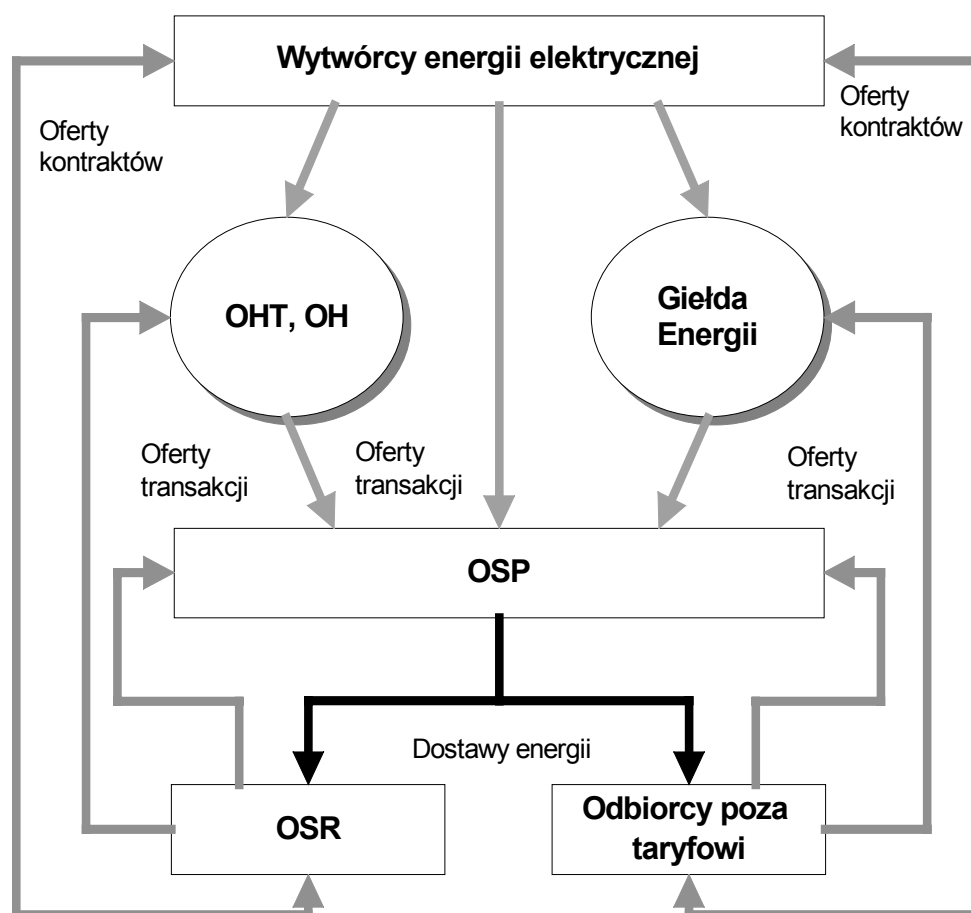 Wytwórcy energii elektrycznej
Oferty
kontraktów
Oferty
kontraktów
OHT, OH
Giełda
Energii
Oferty
transakcji
Oferty
transakcji
Oferty
transakcji
OSP
Dostawy energii
OSR
Odbiorcy poza
taryfowi